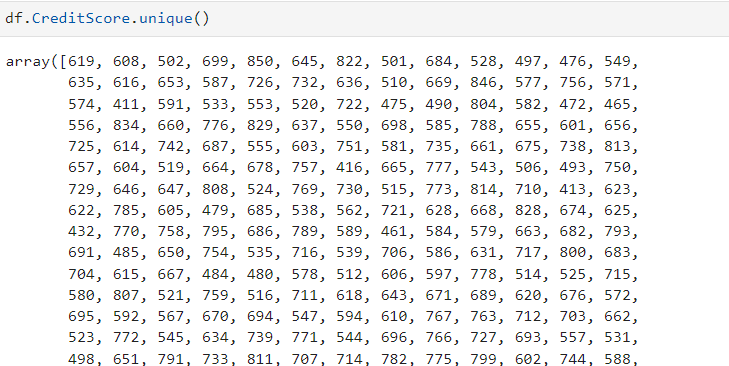 df.CreditScore.unique()
array([619, 608, 502, 699, 850, 645, 822, 501, 684, 528, 497, 476, 549,
635, 616, 653, 587, 726, 732, 636, 510, 669, 846, 577, 756, 571,
574, 411, 591, 533, 553, 520, 722, 475, 490, 804, 582, 472, 465,
556, 834, 660, 776, 829, 637, 550, 698, 585, 788, 655, 601, 656,
725, 614, 742, 687, 555, 603, 751, 581, 735, 661, 675, 738, 813,
657, 604, 519, 664, 678, 757, 416, 665, 777, 543, 506, 493, 750,
729, 646, 647, 808, 524, 769, 730, 515, 773, 814, 710, 413, 623,
622, 785, 605, 479, 685, 538, 562, 721, 628, 668, 828, 674, 625,
432, 770, 758, 795, 686, 789, 589, 461, 584, 579, 663, 682, 793,
691, 485, 650, 754, 535, 716, 539, 706, 586, 631, 717, 800, 683,
704, 615, 667, 484, 480, 578, 512, 606, 597, 778, 514, 525, 715,
580, 807, 521, 759, 516, 711, 618, 643, 671, 689, 620, 676, 572,
695, 592, 567, 670, 694, 547, 594, 610, 767, 763, 712, 703, 662,
523, 772, 545, 634, 739, 771, 544, 696, 766, 727, 693, 557, 531,
498, 651, 791, 733, 811, 707, 714, 782, 775, 799, 602, 744, 588,